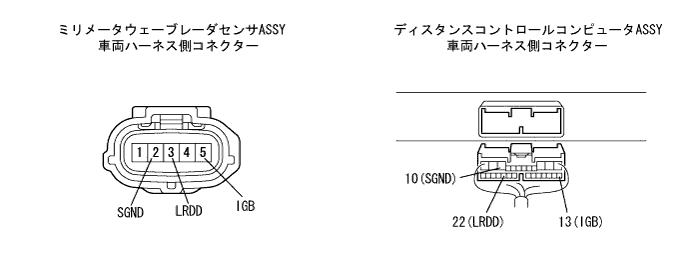 ミリメータウェーブレーダセンサASSY
車両ハーネス側コネクター
ディスタンスコントロールコンピュータASSY
車両ハーネス側コネクター
1 2 3 4 5
SGND
LRDD
IGB
10(SGND)
22(LRDD)
13(IGB)